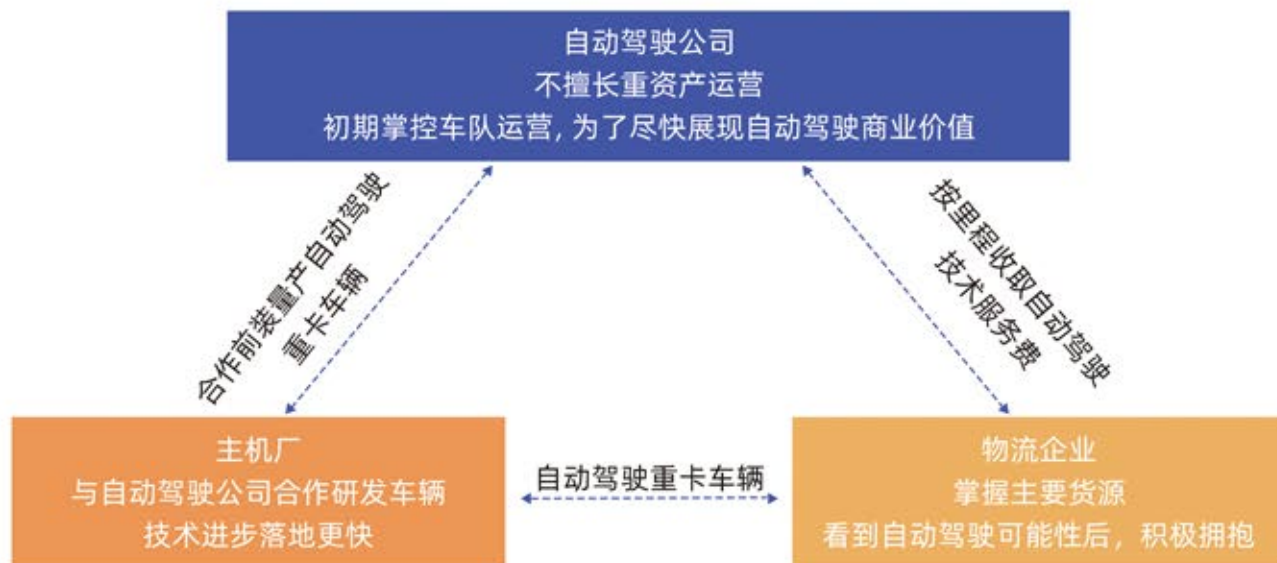 自动驾驶公司
不擅长重资产运营
初期掌控车队运营, 为了尽快展现自动驾驶商业价值
合作前装量产自动驾驶
重卡车辆
按里程收取自动驾驶
技术服务费
主机厂
与自动驾驶公司合作研发车辆
技术进步落地更快
自动驾驶重卡车辆
物流企业
掌握主要货源
看到自动驾驶可能性后，积极拥抱